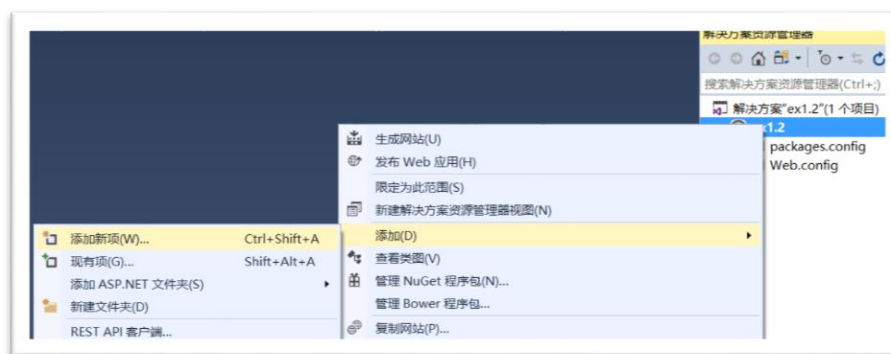 解决方案资源管理器
搜索解决方案资源管理器(Ctrl+;)
解决方案"ex1.2"(1 个项目)
ex1.2
packages.config
Web.config
生成网站(U)
发布 Web 应用(H)
限定为此范围(S)
新建解决方案资源管理器视图(N)
添加(D)
查看类图(V)
管理 NuGet 程序包(N)...
管理 Bower 程序包...
复制网站(P)...
添加新项(W)... Ctrl+Shift+A
现有项(G)... Shift+Alt+A
添加 ASP.NET 文件夹(S)
新建文件夹(D)
REST API 客户端...